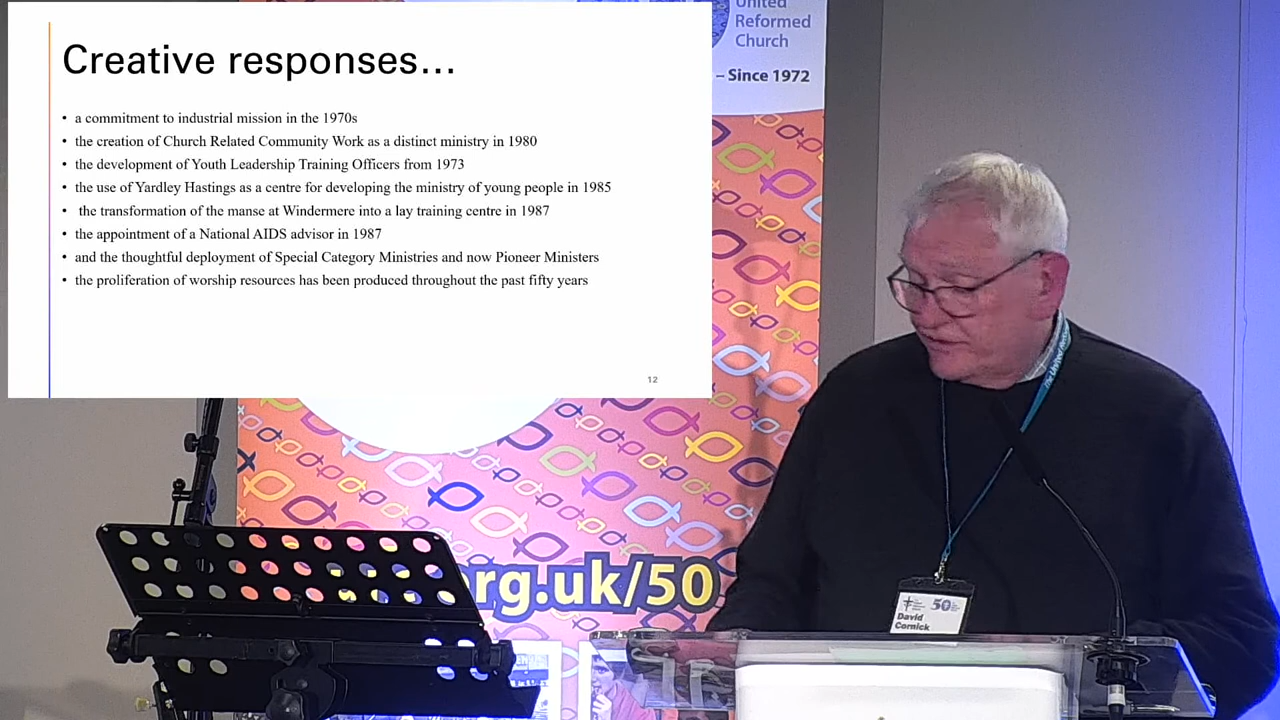 Creative responses…
• a commitment to industrial mission in the 1970s
• the creation of Church Related Community Work as a distinct ministry in 1980
• the development of Youth Leadership Training Officers from 1973
• the use of Yardley Hastings as a centre for developing the ministry of young people in 1985
• the transformation of the manse at Windermere into a lay training centre in 1987
• the appointment of a National AIDS advisor in 1987
• and the thoughtful deployment of Special Category Ministries and now Pioneer Ministers
• the proliferation of worship resources has been produced throughout the past fifty years
12
United
Reformed
Church
– Since 1972
rg.uk/50
The United
50
David
Cornick